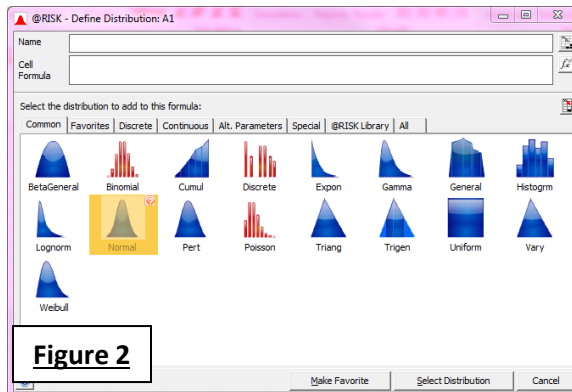 @RISK - Define Distribution: A1
Name
Cell
Formula
Select the distribution to add to this formula:
Common Favorites Discrete Continuous Alt. Parameters Special @RISK Library All
BetaGeneral Binomial Cumul Discrete Expon Gamma General Histogrm
Lognorm Normal Pert Poisson Triang Trigen Uniform Vary
Weibull
Figure 2
Make Favorite Select Distribution Cancel